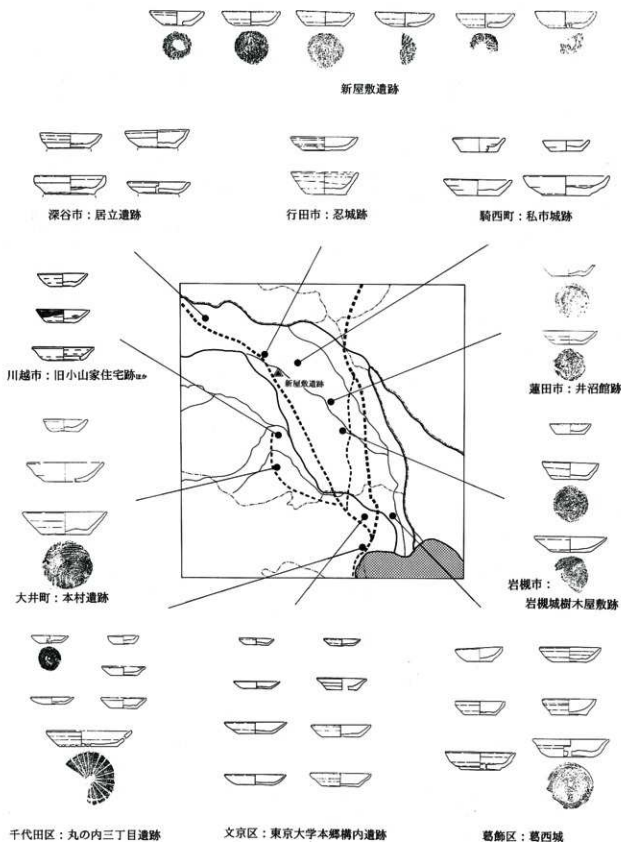 新屋敷遺跡
深谷市：居立遺跡
行田市：忍城跡
騎西町：私市城跡
川越市：旧小山家住宅跡ほか
新屋敷遺跡
蓮田市：井沼館跡
大井町：本村遺跡
岩槻市：
岩槻城樹木屋敷跡
千代田区：丸の内三丁目遺跡
文京区：東京大学本郷構内遺跡
葛飾区：葛西城